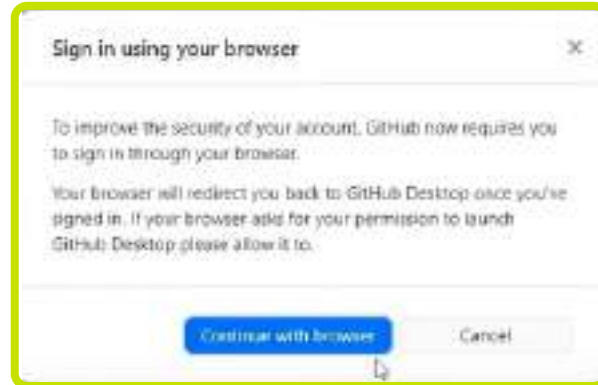 Sign in using your browser
To improve the security of your account, GitHub now requires you
to sign in through your browser.
Your browser will redirect you back to GitHub Desktop once you've
signed in. If your browser asks for your permission to launch
GitHub Desktop please allow it to.
Continue with browser
Cancel